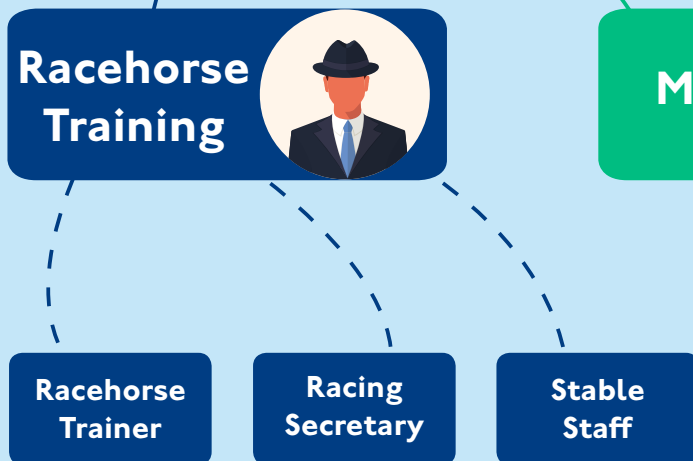 Racehorse
Training
M
Racehorse
Trainer
Racing
Secretary
Stable
Staff